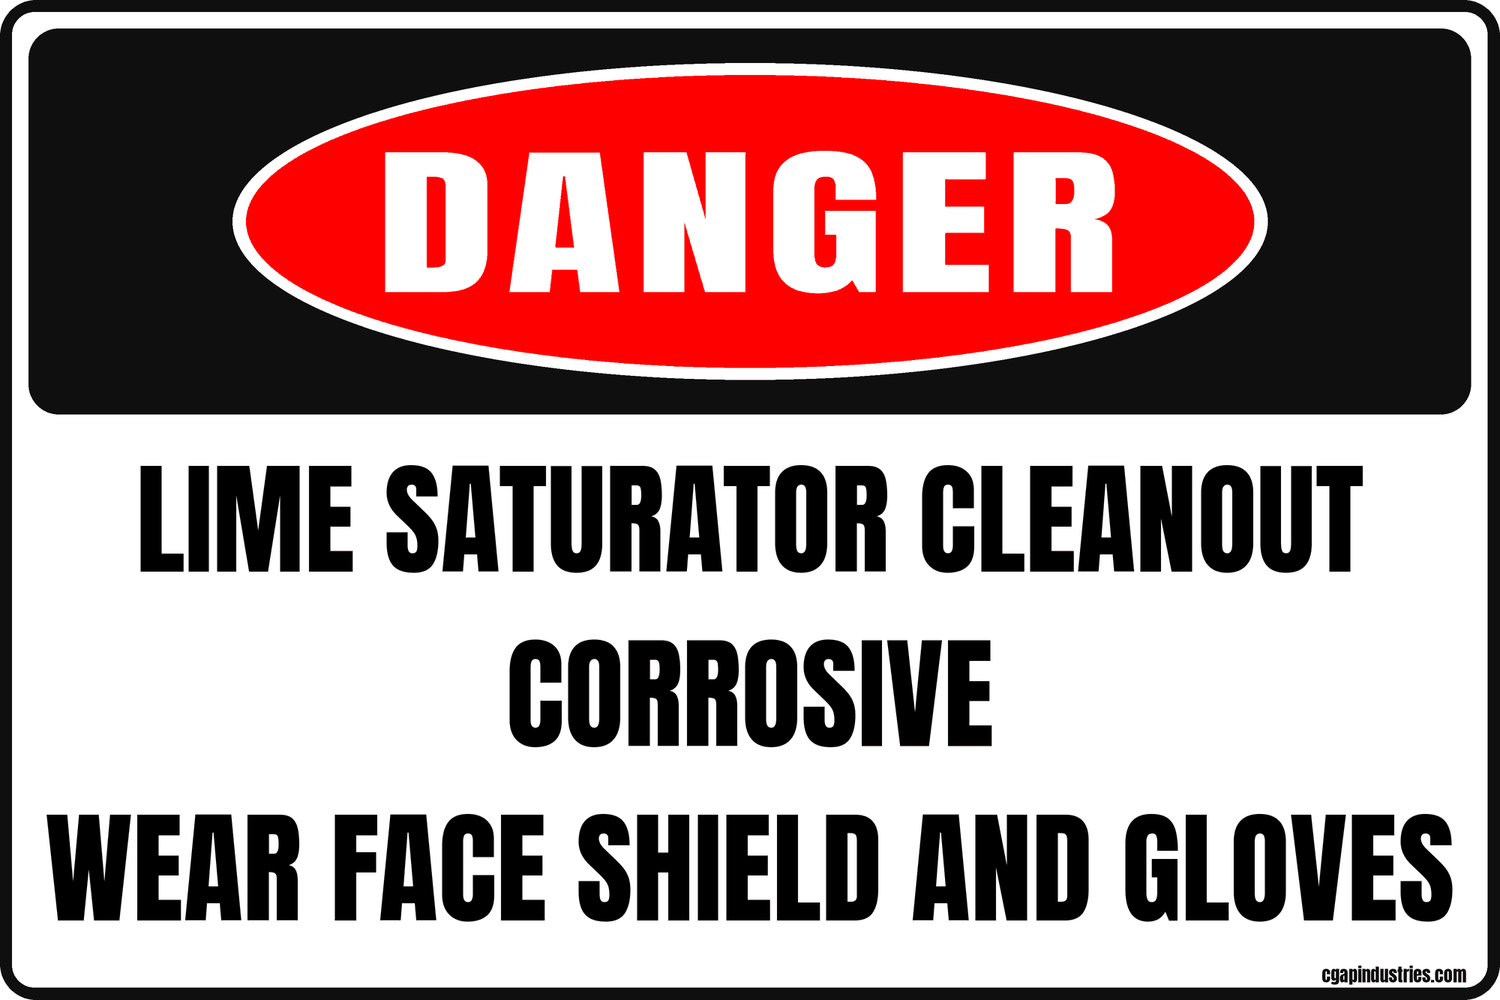 DANGER
LIME SATURATOR CLEANOUT
CORROSIVE
WEAR FACE SHIELD AND GLOVES
cgapindustries.com